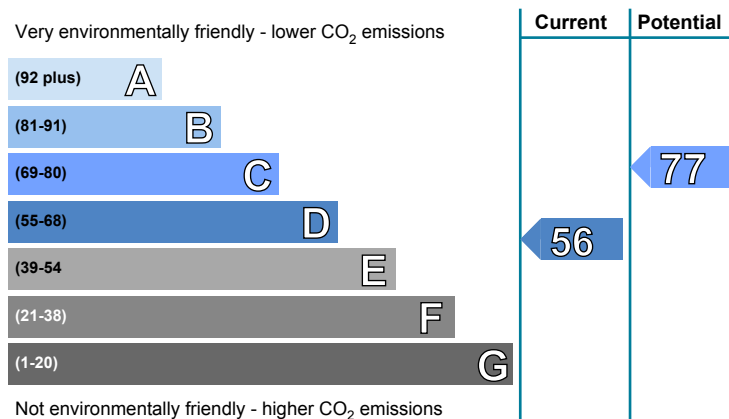 Very environmentally friendly - lower CO₂ emissions
Current
Potential
(92 plus) A
(81-91) B
(69-80) C
77
(55-68) D
56
(39-54 E
(21-38) F
(1-20) G
Not environmentally friendly - higher CO₂ emissions